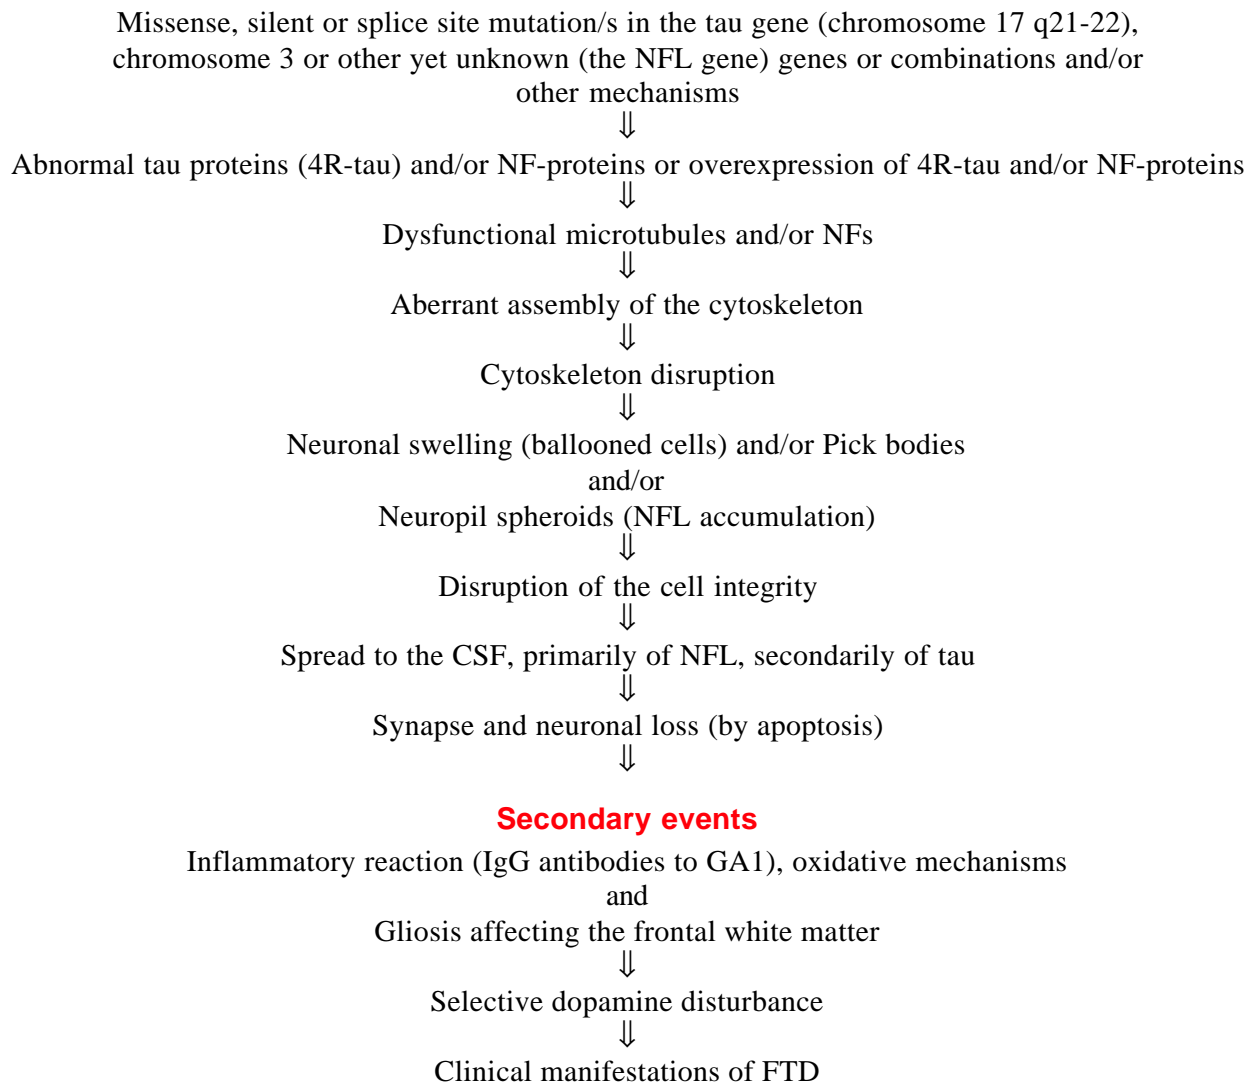 Missense, silent or splice site mutation/s in the tau gene (chromosome 17 q21-22),
chromosome 3 or other yet unknown (the NFL gene) genes or combinations and/or
other mechanisms
⇓
Abnormal tau proteins (4R-tau) and/or NF-proteins or overexpression of 4R-tau and/or NF-proteins
⇓
Dysfunctional microtubules and/or NFs
⇓
Aberrant assembly of the cytoskeleton
⇓
Cytoskeleton disruption
⇓
Neuronal swelling (ballooned cells) and/or Pick bodies
and/or
Neuropil spheroids (NFL accumulation)
⇓
Disruption of the cell integrity
⇓
Spread to the CSF, primarily of NFL, secondarily of tau
⇓
Synapse and neuronal loss (by apoptosis)
⇓
Secondary events
Inflammatory reaction (IgG antibodies to GA1), oxidative mechanisms
and
Gliosis affecting the frontal white matter
⇓
Selective dopamine disturbance
⇓
Clinical manifestations of FTD